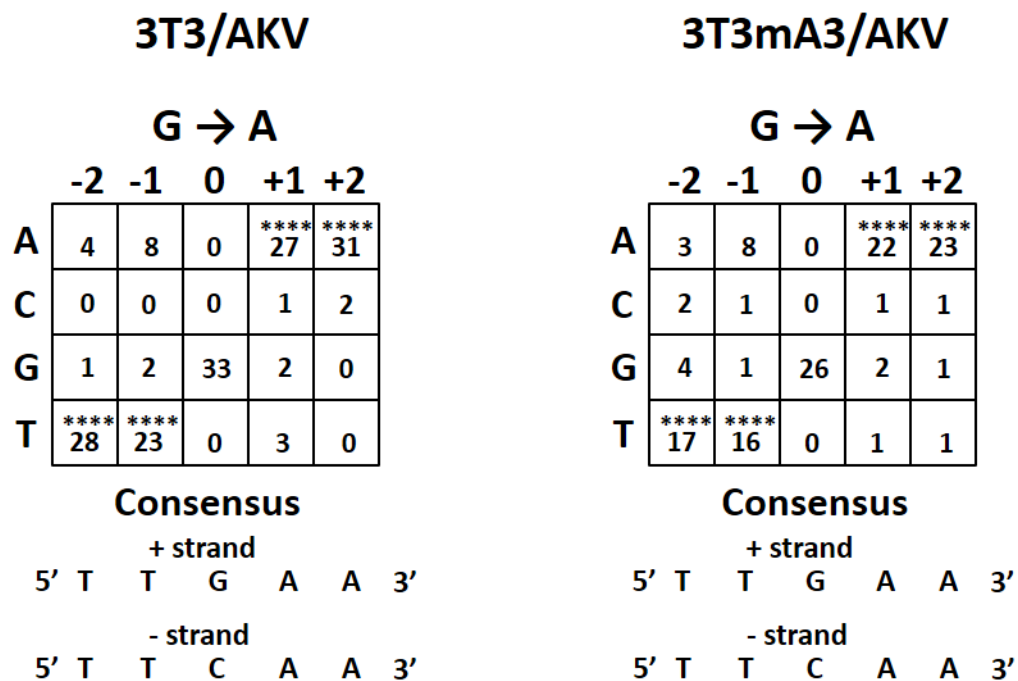 3T3/AKV
G → A
-2 -1 0 +1 +2
A 4 8 0 **** 27 **** 31
C 0 0 0 1 2
G 1 2 33 2 0
T **** 28 **** 23 0 3 0
Consensus
+ strand
5’ T T G A A 3’
- strand
5’ T T C A A 3’
3T3mA3/AKV
G → A
-2 -1 0 +1 +2
A 3 8 0 **** 22 **** 23
C 2 1 0 1 1
G 4 1 26 2 1
T **** 17 **** 16 0 1 1
Consensus
+ strand
5’ T T G A A 3’
- strand
5’ T T C A A 3’